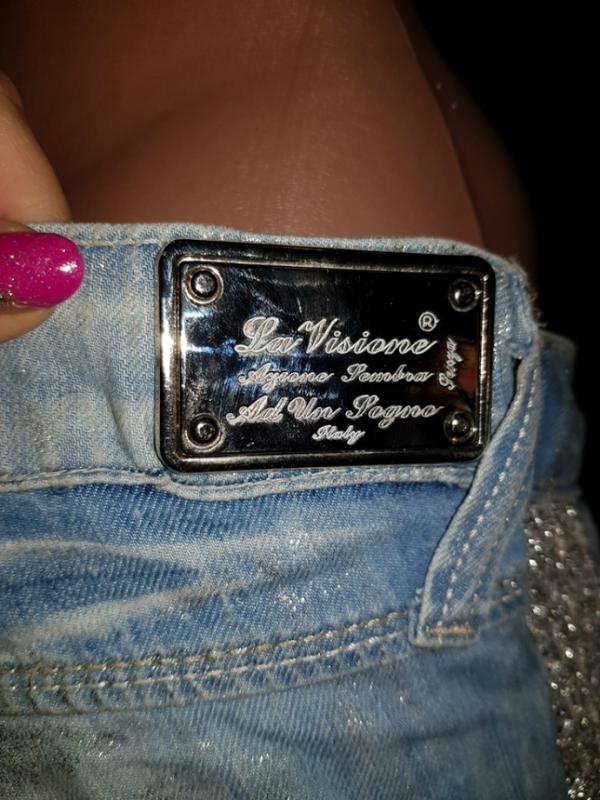 La Visione ®
Azione Sembra
Ad Un Sogno
Italy